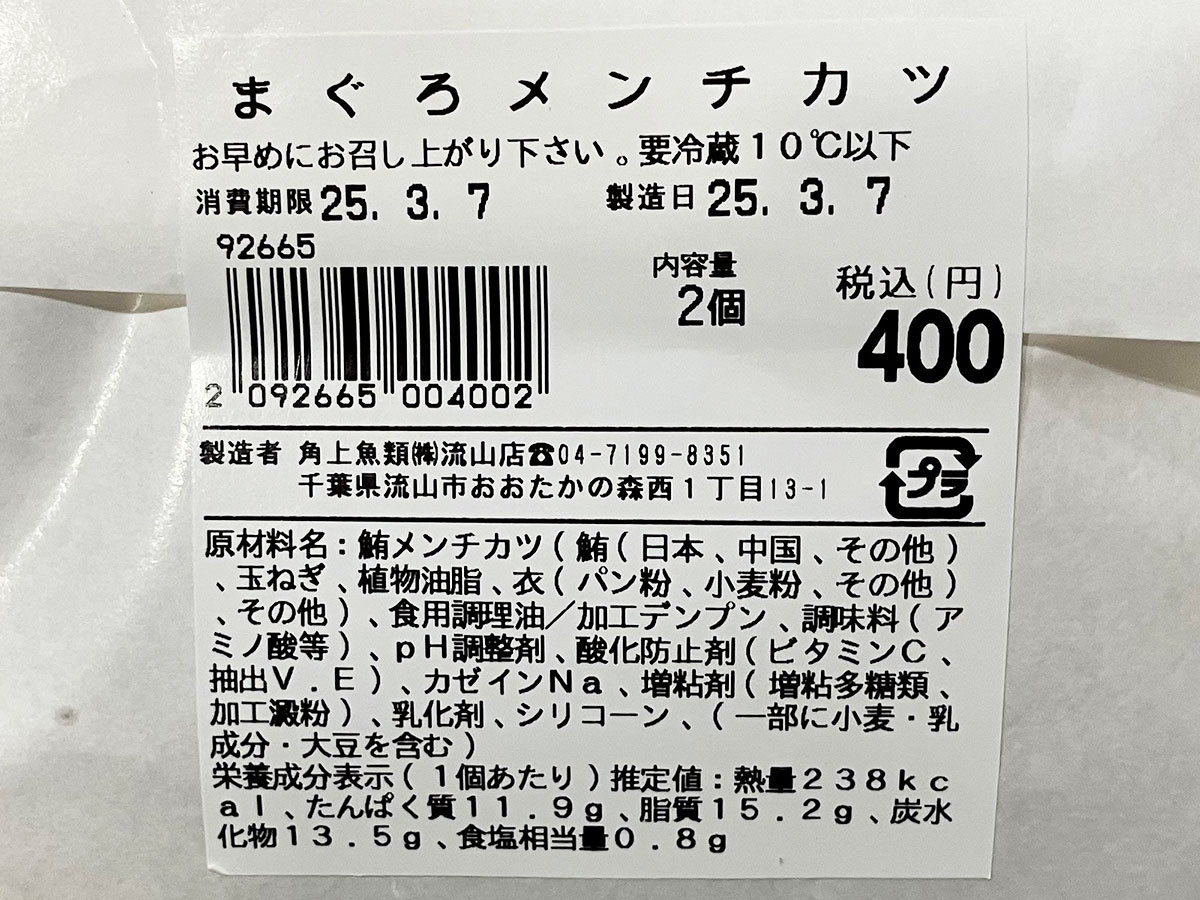 まぐろメンチカツ
お早めにお召し上がり下さい。要冷蔵10℃以下
消費期限 25. 3. 7 製造日 25. 3. 7
92665
内容量
2個
税込(円)
400
2 092665 004002
製造者 角上魚類㈱流山店☎04-7199-8351
千葉県流山市おおたかの森西1丁目13-1
プラ
原材料名:鮪メンチカツ(鮪(日本、中国、その他)
、玉ねぎ、植物油脂、衣(パン粉、小麦粉、その他)
、その他)、食用調理油/加工デンプン、調味料(ア
ミノ酸等)、pH調整剤、酸化防止剤(ビタミンC、
抽出V.E)、カゼインNa、増粘剤(増粘多糖類、
加工澱粉)、乳化剤、シリコーン、(一部に小麦・乳
成分・大豆を含む)
栄養成分表示(1個あたり)推定値:熱量238kc
al、たんぱく質11.9g、脂質15.2g、炭水
化物13.5g、食塩相当量0.8g